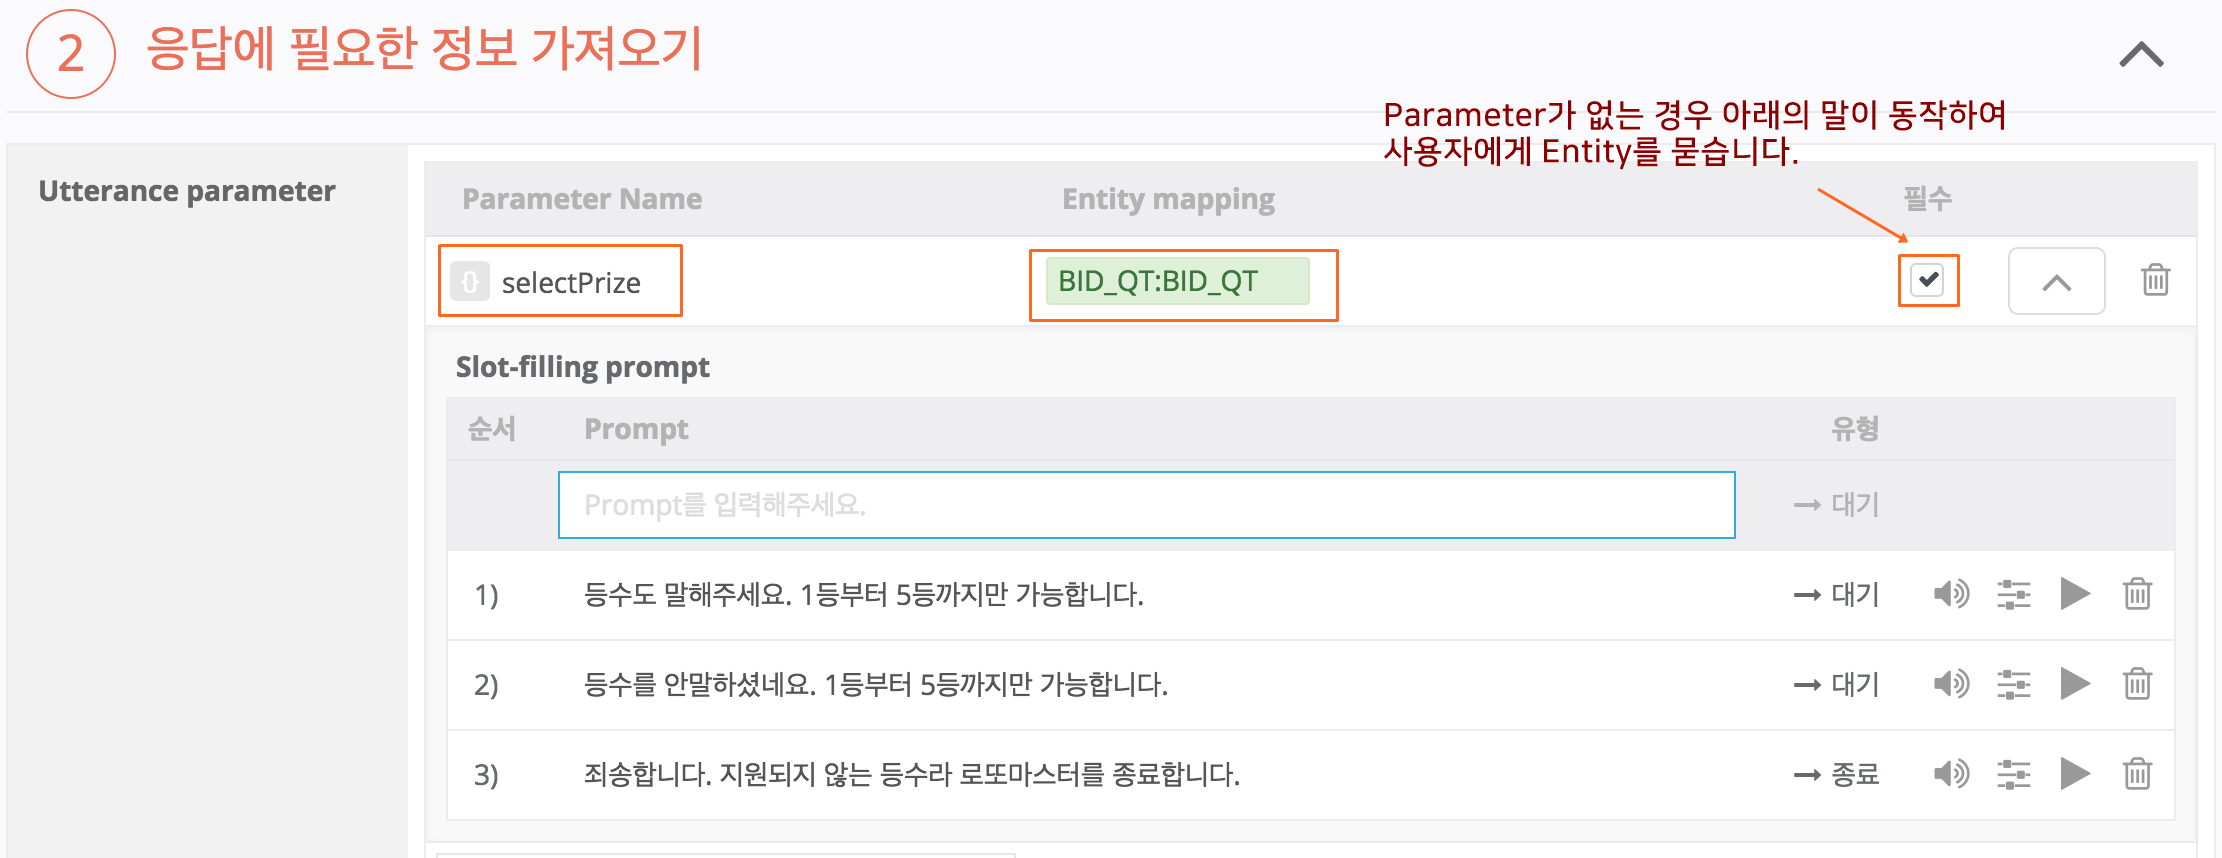 2 응답에 필요한 정보 가져오기
Parameter가 없는 경우 아래의 말이 동작하여
사용자에게 Entity를 묻습니다.
Utterance parameter
Parameter Name Entity mapping 필수
{} selectPrize BID_QT:BID_QT
Slot-filling prompt
순서 Prompt 유형
Prompt를 입력해주세요. → 대기
1) 등수도 말해주세요. 1등부터 5등까지만 가능합니다. → 대기
2) 등수를 안말하셨네요. 1등부터 5등까지만 가능합니다. → 대기
3) 죄송합니다. 지원되지 않는 등수라 로또마스터를 종료합니다. → 종료